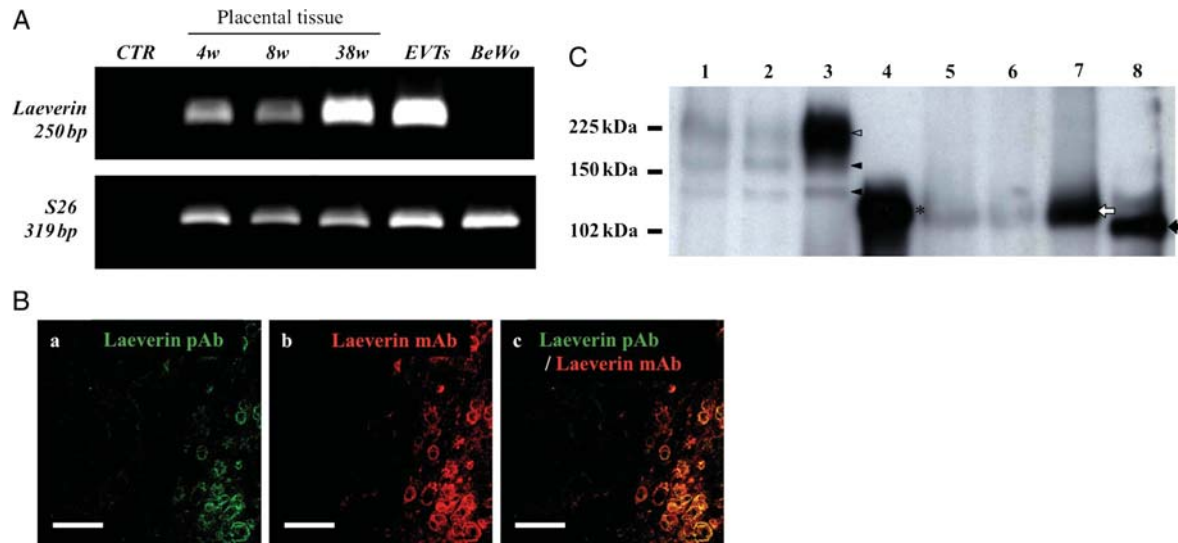 A
Placental tissue
CTR 4w 8w 38w EVTs BeWo
Laeverin
250 bp
S26
319 bp
B
a Laeverin pAb
b Laeverin mAb
c Laeverin pAb
/ Laeverin mAb
C
1 2 3 4 5 6 7 8
225 kDa
150 kDa
*
102 kDa